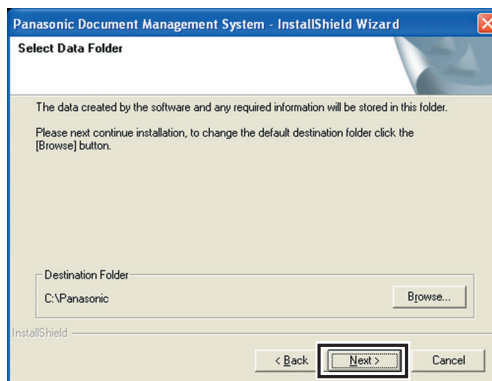 Panasonic Document Management System - InstallShield Wizard
Select Data Folder
The data created by the software and any required information will be stored in this folder.
Please next continue installation, to change the default destination folder click the
[Browse] button.
Destination Folder
C:\Panasonic
Browse...
InstallShield
< Back
Next >
Cancel